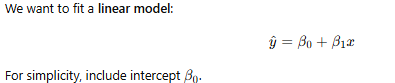 We want to fit a linear model:
ŷ = β₀ + β₁x
For simplicity, include intercept β₀.